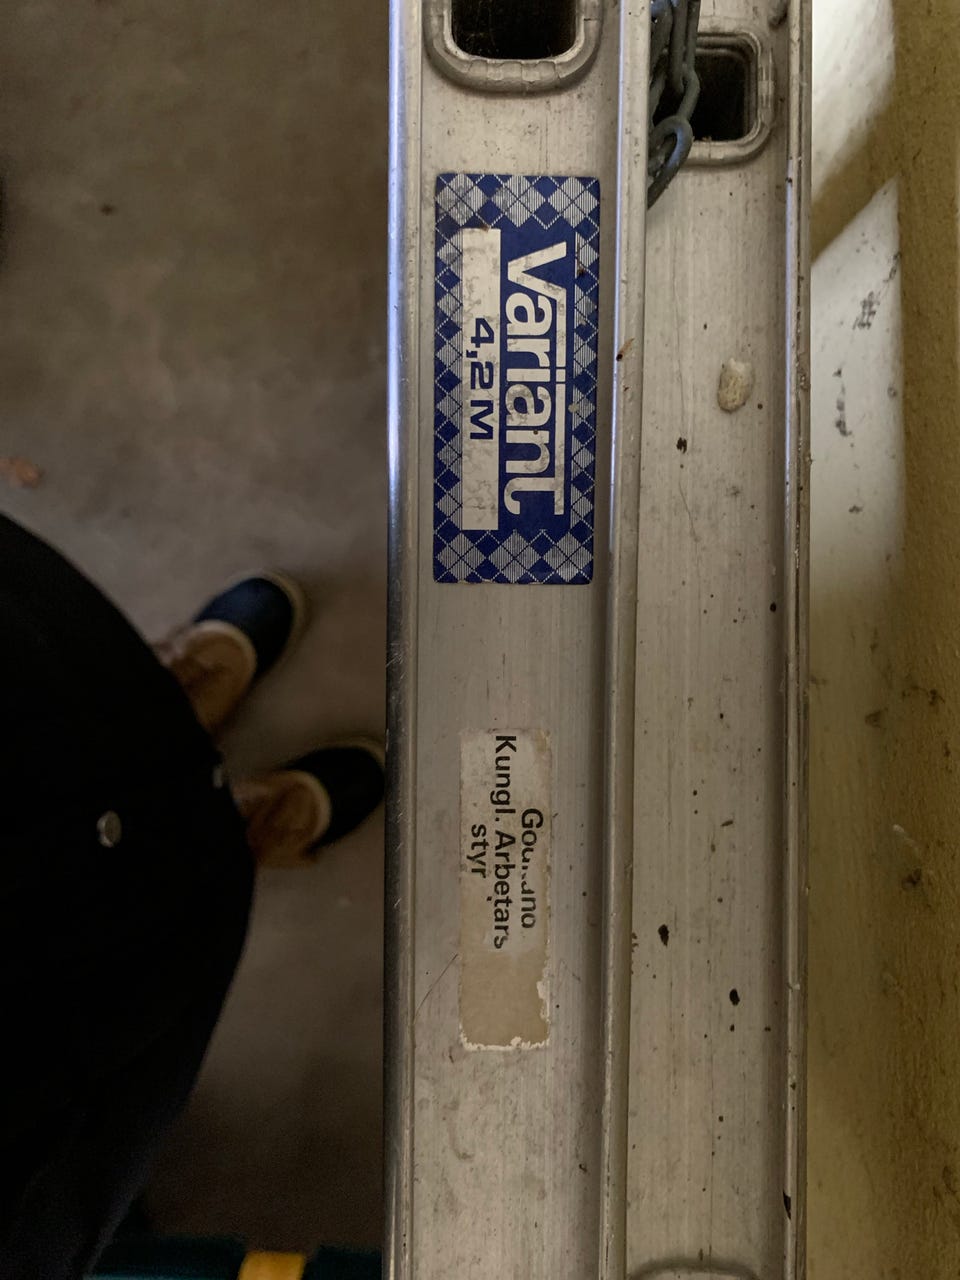 Variant
4,2 M
Kungl. Arbetars
styr